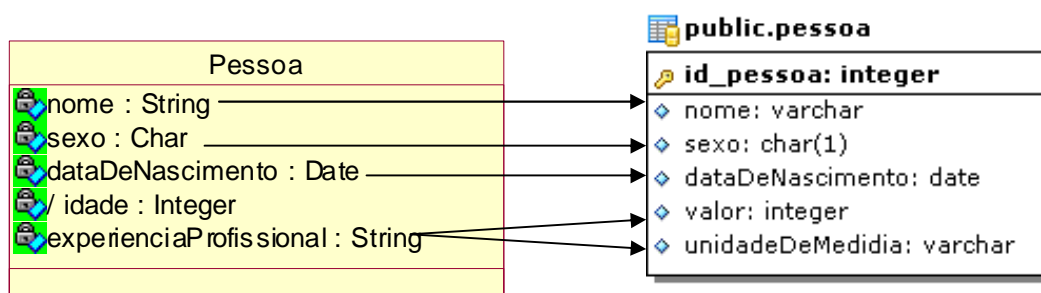 Pessoa
nome : String
sexo : Char
dataDeNascimento : Date
/ idade : Integer
experienciaProfissional : String
public.pessoa
id_pessoa: integer
nome: varchar
sexo: char(1)
dataDeNascimento: date
valor: integer
unidadeDeMedidia: varchar